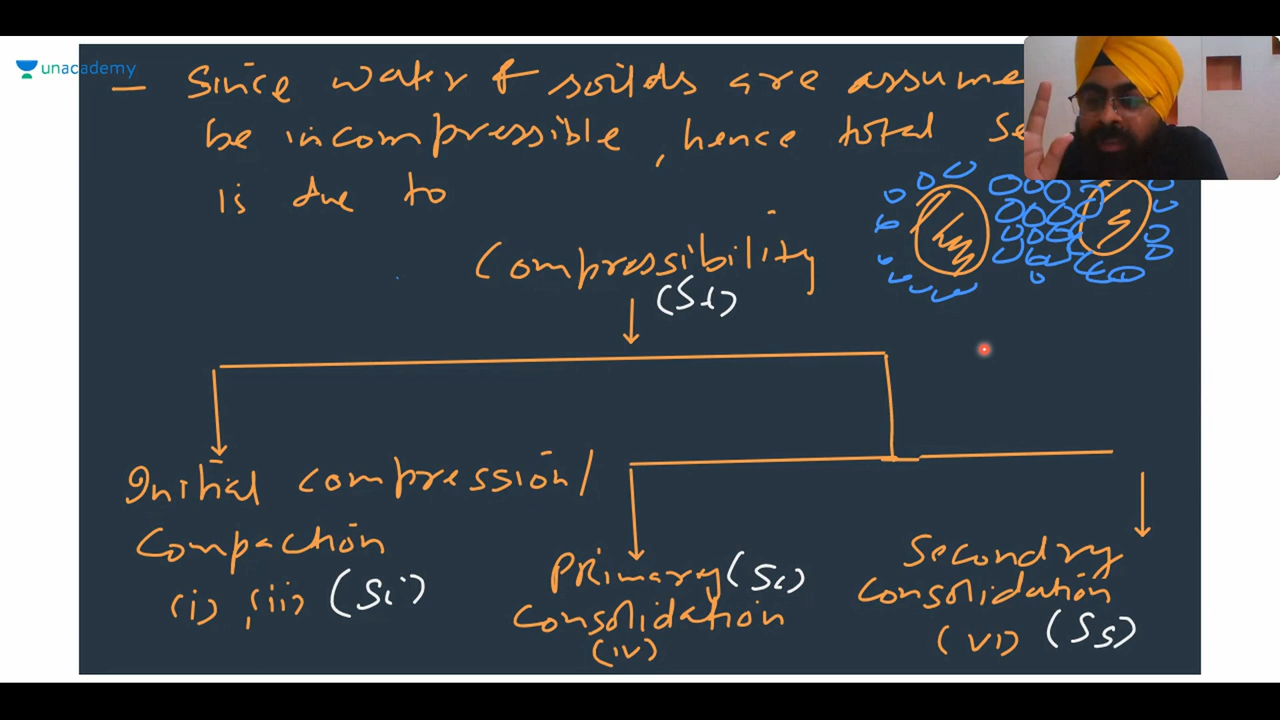 unacademy
- Since water & soilds are assume
be incompressible, hence total Se
is due to
Compressibility
(St)
Initial compression/
Compaction
(i), (ii) (Si)
Primary (Sc)
Consolidation
(iv)
Secondry
Consolidation
(vi) (Ss)